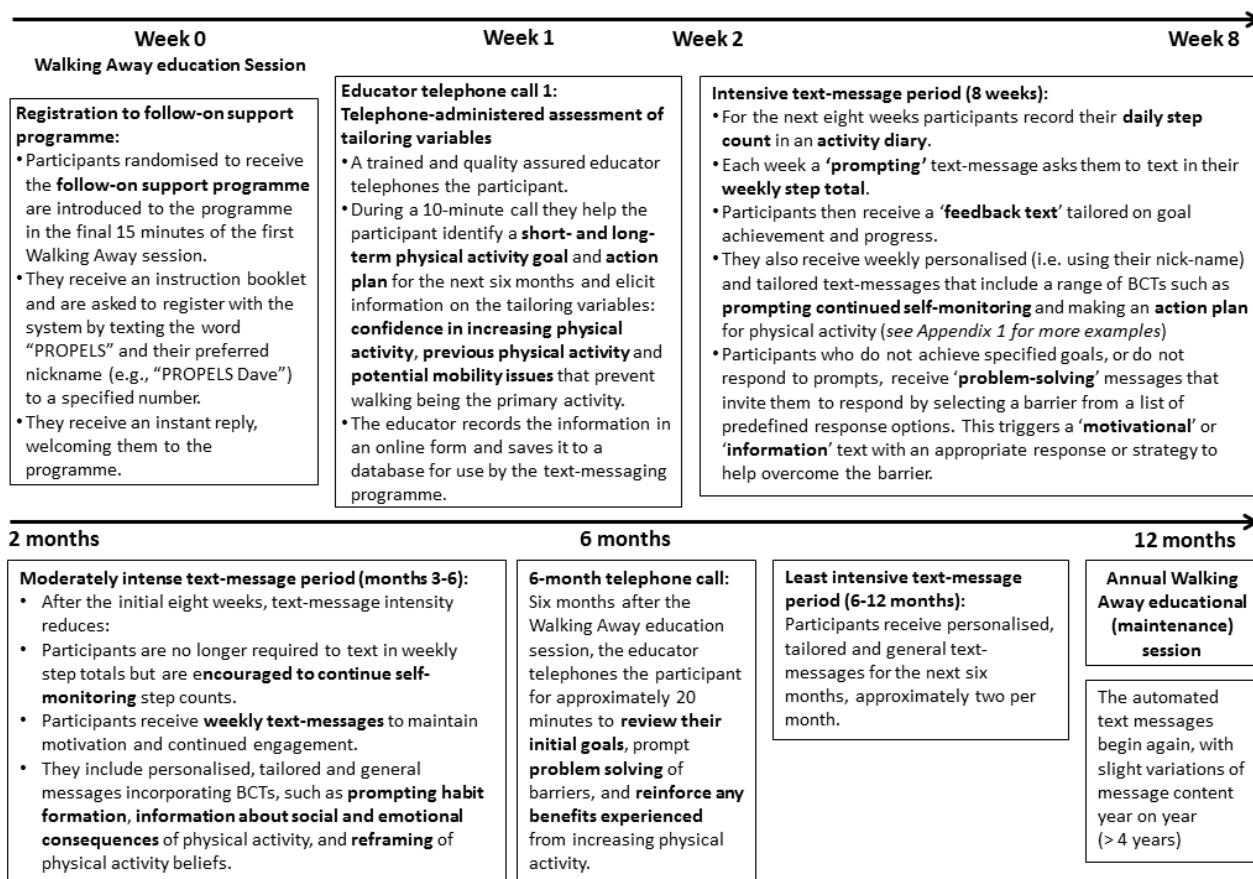 Week 0
Week 1
Week 2
Week 8
Walking Away education Session
Registration to follow-on support
programme:
•Participants randomised to receive
the follow-on support programme
are introduced to the programme
in the final 15 minutes of the first
Walking Away session.
•They receive an instruction booklet
and are asked to register with the
system by texting the word
“PROPELS” and their preferred
nickname (e.g., “PROPELS Dave”)
to a specified number.
•They receive an instant reply,
welcoming them to the
programme.
Educator telephone call 1:
Telephone-administered assessment of
tailoring variables
•A trained and quality assured educator
telephones the participant.
•During a 10-minute call they help the
participant identify a short- and long-
term physical activity goal and action
plan for the next six months and elicit
information on the tailoring variables:
confidence in increasing physical
activity, previous physical activity and
potential mobility issues that prevent
walking being the primary activity.
•The educator records the information in
an online form and saves it to a
database for use by the text-messaging
programme.
Intensive text-message period (8 weeks):
•For the next eight weeks participants record their daily step
count in an activity diary.
•Each week a ‘prompting’ text-message asks them to text in their
weekly step total.
•Participants then receive a ‘feedback text’ tailored on goal
achievement and progress.
•They also receive weekly personalised (i.e. using their nick-name)
and tailored text-messages that include a range of BCTs such as
prompting continued self-monitoring and making an action plan
for physical activity (see Appendix 1 for more examples)
•Participants who do not achieve specified goals, or do not
respond to prompts, receive ‘problem-solving’ messages that
invite them to respond by selecting a barrier from a list of
predefined response options. This triggers a ‘motivational’ or
‘information’ text with an appropriate response or strategy to
help overcome the barrier.
2 months
6 months
12 months
Moderately intense text-message period (months 3-6):
• After the initial eight weeks, text-message intensity
reduces:
• Participants are no longer required to text in weekly
step totals but are encouraged to continue self-
monitoring step counts.
• Participants receive weekly text-messages to maintain
motivation and continued engagement.
• They include personalised, tailored and general
messages incorporating BCTs, such as prompting habit
formation, information about social and emotional
consequences of physical activity, and reframing of
physical activity beliefs.
6-month telephone call:
Six months after the
Walking Away education
session, the educator
telephones the participant
for approximately 20
minutes to review their
initial goals, prompt
problem solving of
barriers, and reinforce any
benefits experienced
from increasing physical
activity.
Least intensive text-message
period (6-12 months):
Participants receive personalised,
tailored and general text-
messages for the next six
months, approximately two per
month.
Annual Walking
Away educational
(maintenance)
session
The automated
text messages
begin again, with
slight variations of
message content
year on year
(> 4 years)